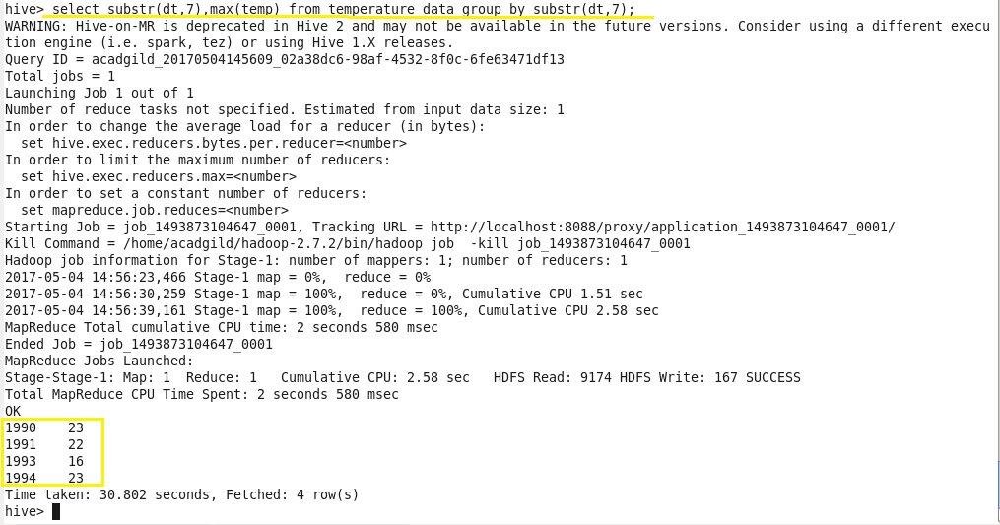 hive> select substr(dt,7),max(temp) from temperature_data group by substr(dt,7);
WARNING: Hive-on-MR is deprecated in Hive 2 and may not be available in the future versions. Consider using a different execu
tion engine (i.e. spark, tez) or using Hive 1.X releases.
Query ID = acadgild_20170504145609_02a38dc6-98af-4532-8f0c-6fe63471df13
Total jobs = 1
Launching Job 1 out of 1
Number of reduce tasks not specified. Estimated from input data size: 1
In order to change the average load for a reducer (in bytes):
  set hive.exec.reducers.bytes.per.reducer=<number>
In order to limit the maximum number of reducers:
  set hive.exec.reducers.max=<number>
In order to set a constant number of reducers:
  set mapreduce.job.reduces=<number>
Starting Job = job_1493873104647_0001, Tracking URL = http://localhost:8088/proxy/application_1493873104647_0001/
Kill Command = /home/acadgild/hadoop-2.7.2/bin/hadoop job  -kill job_1493873104647_0001
Hadoop job information for Stage-1: number of mappers: 1; number of reducers: 1
2017-05-04 14:56:23,466 Stage-1 map = 0%,  reduce = 0%
2017-05-04 14:56:30,259 Stage-1 map = 100%,  reduce = 0%, Cumulative CPU 1.51 sec
2017-05-04 14:56:39,161 Stage-1 map = 100%,  reduce = 100%, Cumulative CPU 2.58 sec
MapReduce Total cumulative CPU time: 2 seconds 580 msec
Ended Job = job_1493873104647_0001
MapReduce Jobs Launched:
Stage-Stage-1: Map: 1  Reduce: 1   Cumulative CPU: 2.58 sec   HDFS Read: 9174 HDFS Write: 167 SUCCESS
Total MapReduce CPU Time Spent: 2 seconds 580 msec
OK
1990    23
1991    22
1993    16
1994    23
Time taken: 30.802 seconds, Fetched: 4 row(s)
hive>